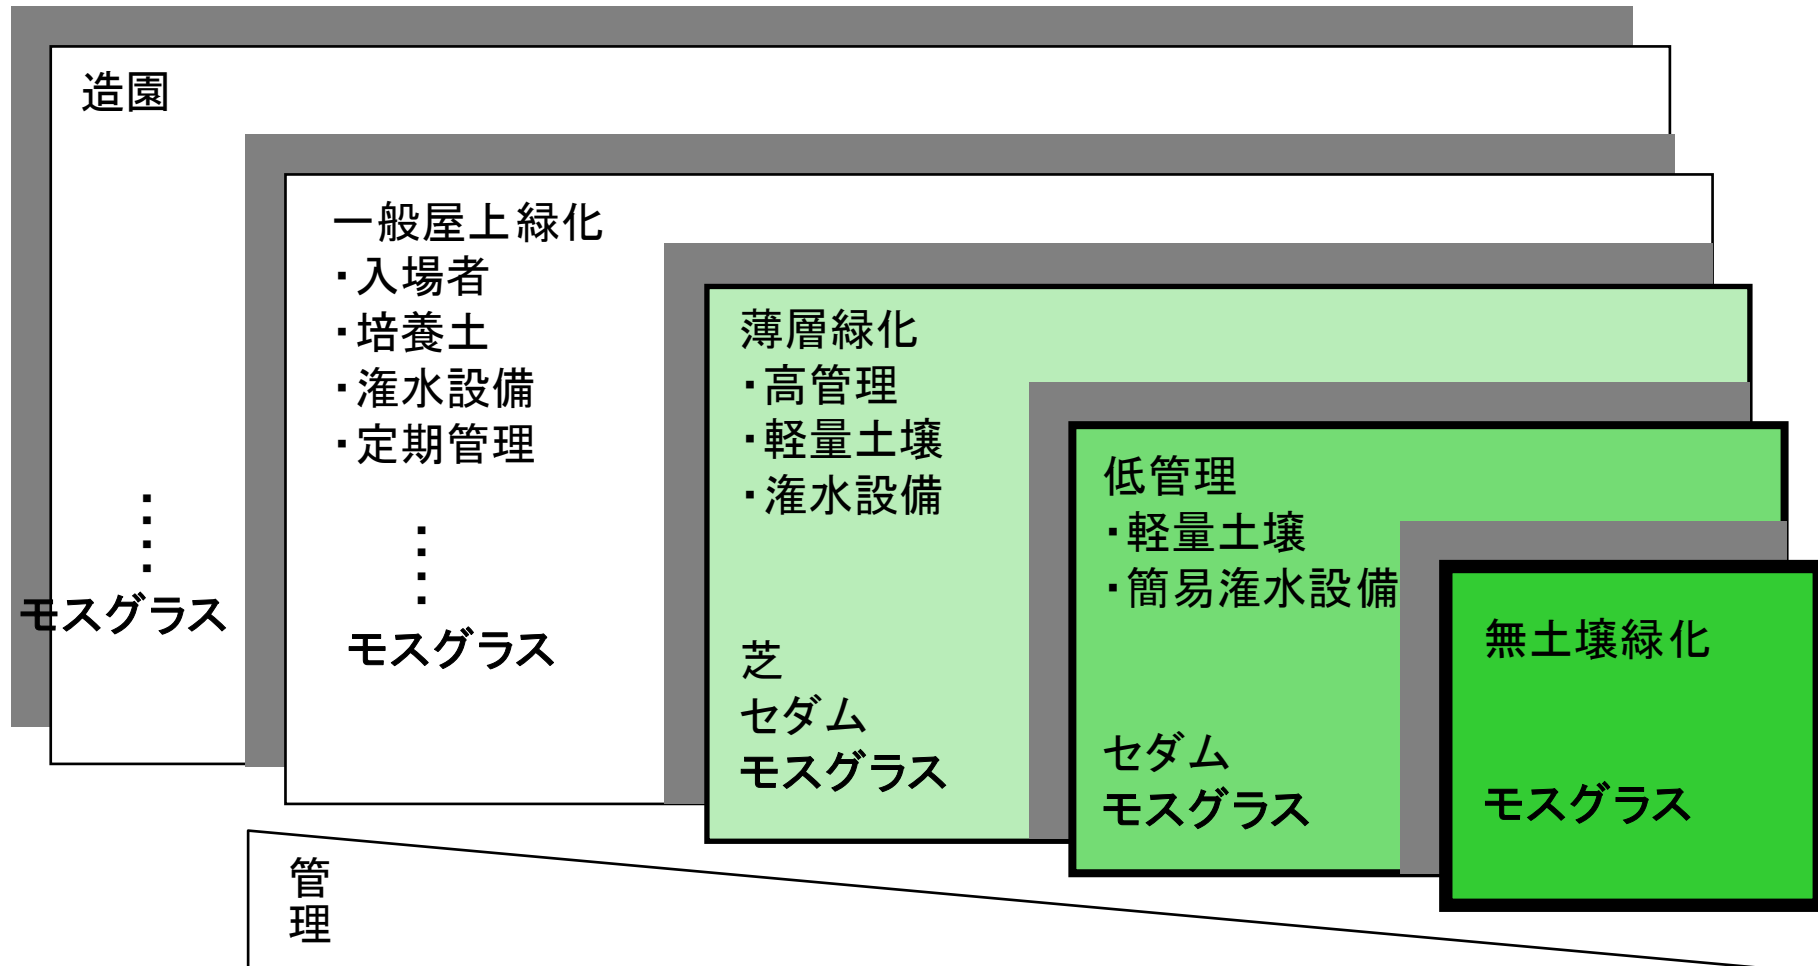 造園
⋮
モスグラス
一般屋上緑化
・入場者
・培養土
・潅水設備
・定期管理
⋮
モスグラス
薄層緑化
・高管理
・軽量土壌
・潅水設備
芝
セダム
モスグラス
低管理
・軽量土壌
・簡易潅水設備
セダム
モスグラス
無土壌緑化
モスグラス
管理